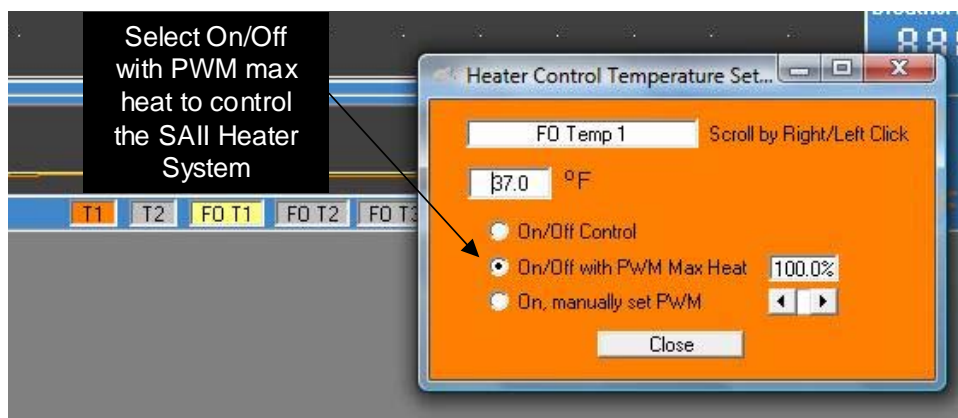 Select On/Off
with PWM max
heat to control
the SAII Heater
System
Heater Control Temperature Set...
FO Temp 1 Scroll by Right/Left Click
37.0 °F
On/Off Control
On/Off with PWM Max Heat 100.0%
On, manually set PWM
Close
T1 T2 FO T1 FO T2